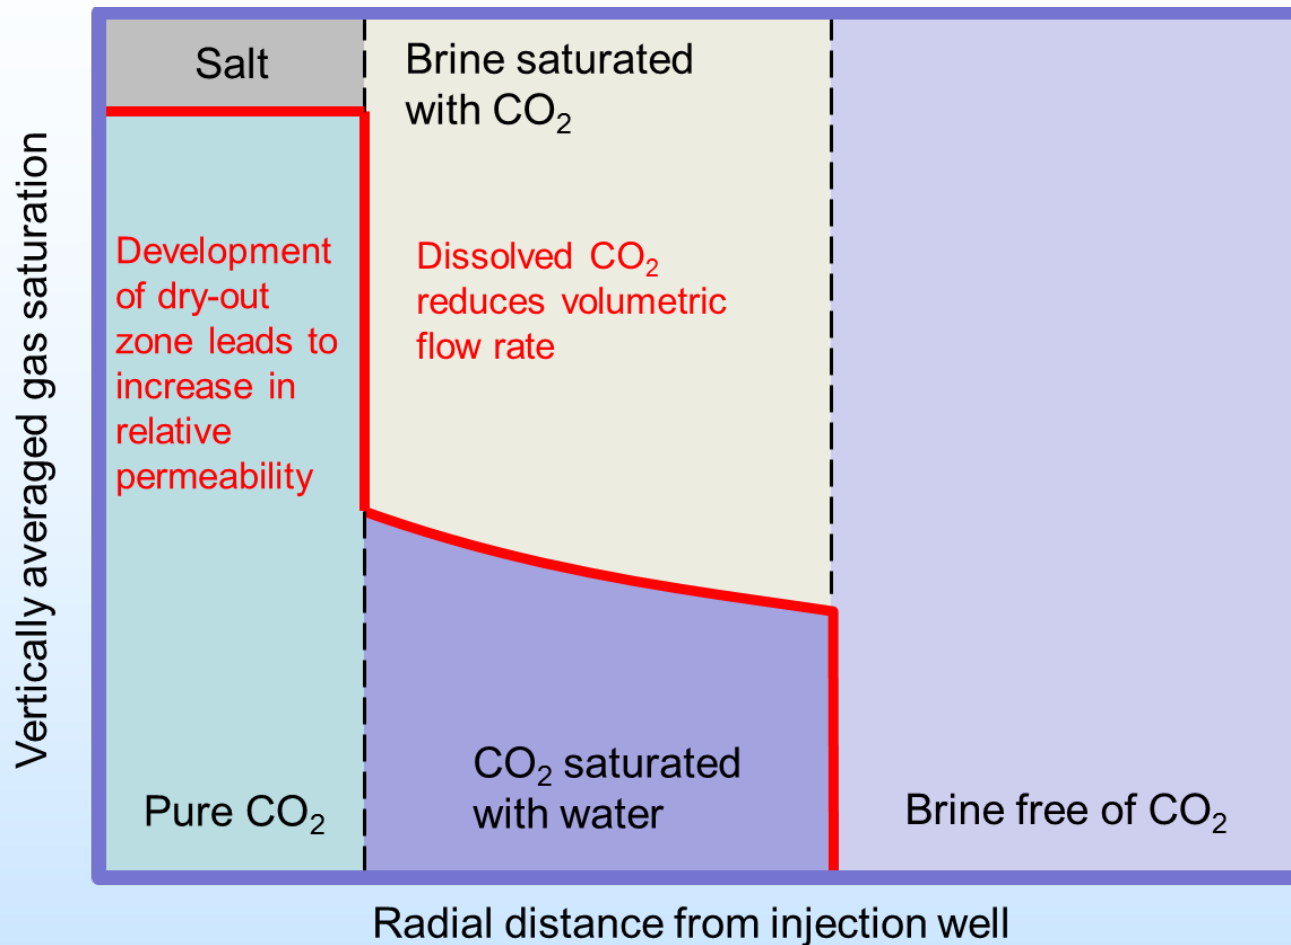 Vertically averaged gas saturation
Salt
Development
of dry-out
zone leads to
increase in
relative
permeability
Pure CO₂
Brine saturated
with CO₂
Dissolved CO₂
reduces volumetric
flow rate
CO₂ saturated
with water
Brine free of CO₂
Radial distance from injection well